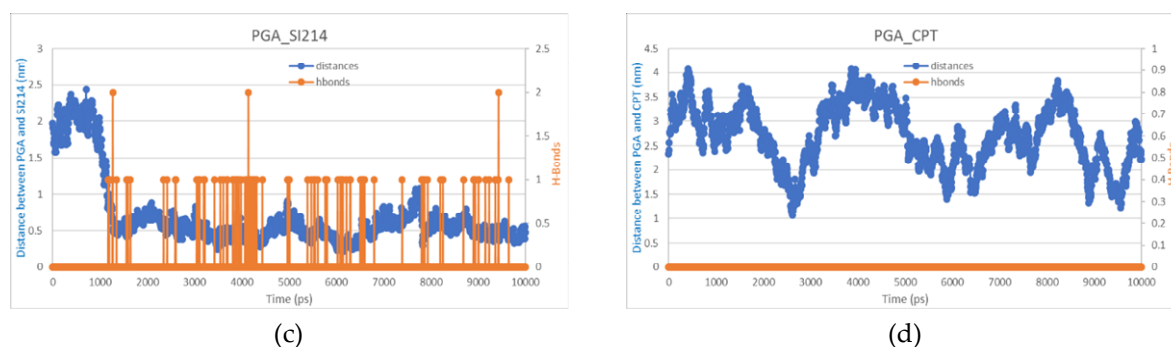 PGA_SI214
distances
hbonds
Distance between PGA and SI214 (nm)
3
2.5
2
1.5
1
0.5
0
2.5
2
1.5
1
0.5
0
H-Bonds
0 1000 2000 3000 4000 5000 6000 7000 8000 9000 10000
Time (ps)
(c)
PGA_CPT
distances
hbonds
Distance between PGA and CPT (nm)
4.5
4
3.5
3
2.5
2
1.5
1
0.5
0
1
0.9
0.8
0.7
0.6
0.5
0.4
0.3
0.2
0.1
0
H-Bonds
0 1000 2000 3000 4000 5000 6000 7000 8000 9000 10000
Time (ps)
(d)